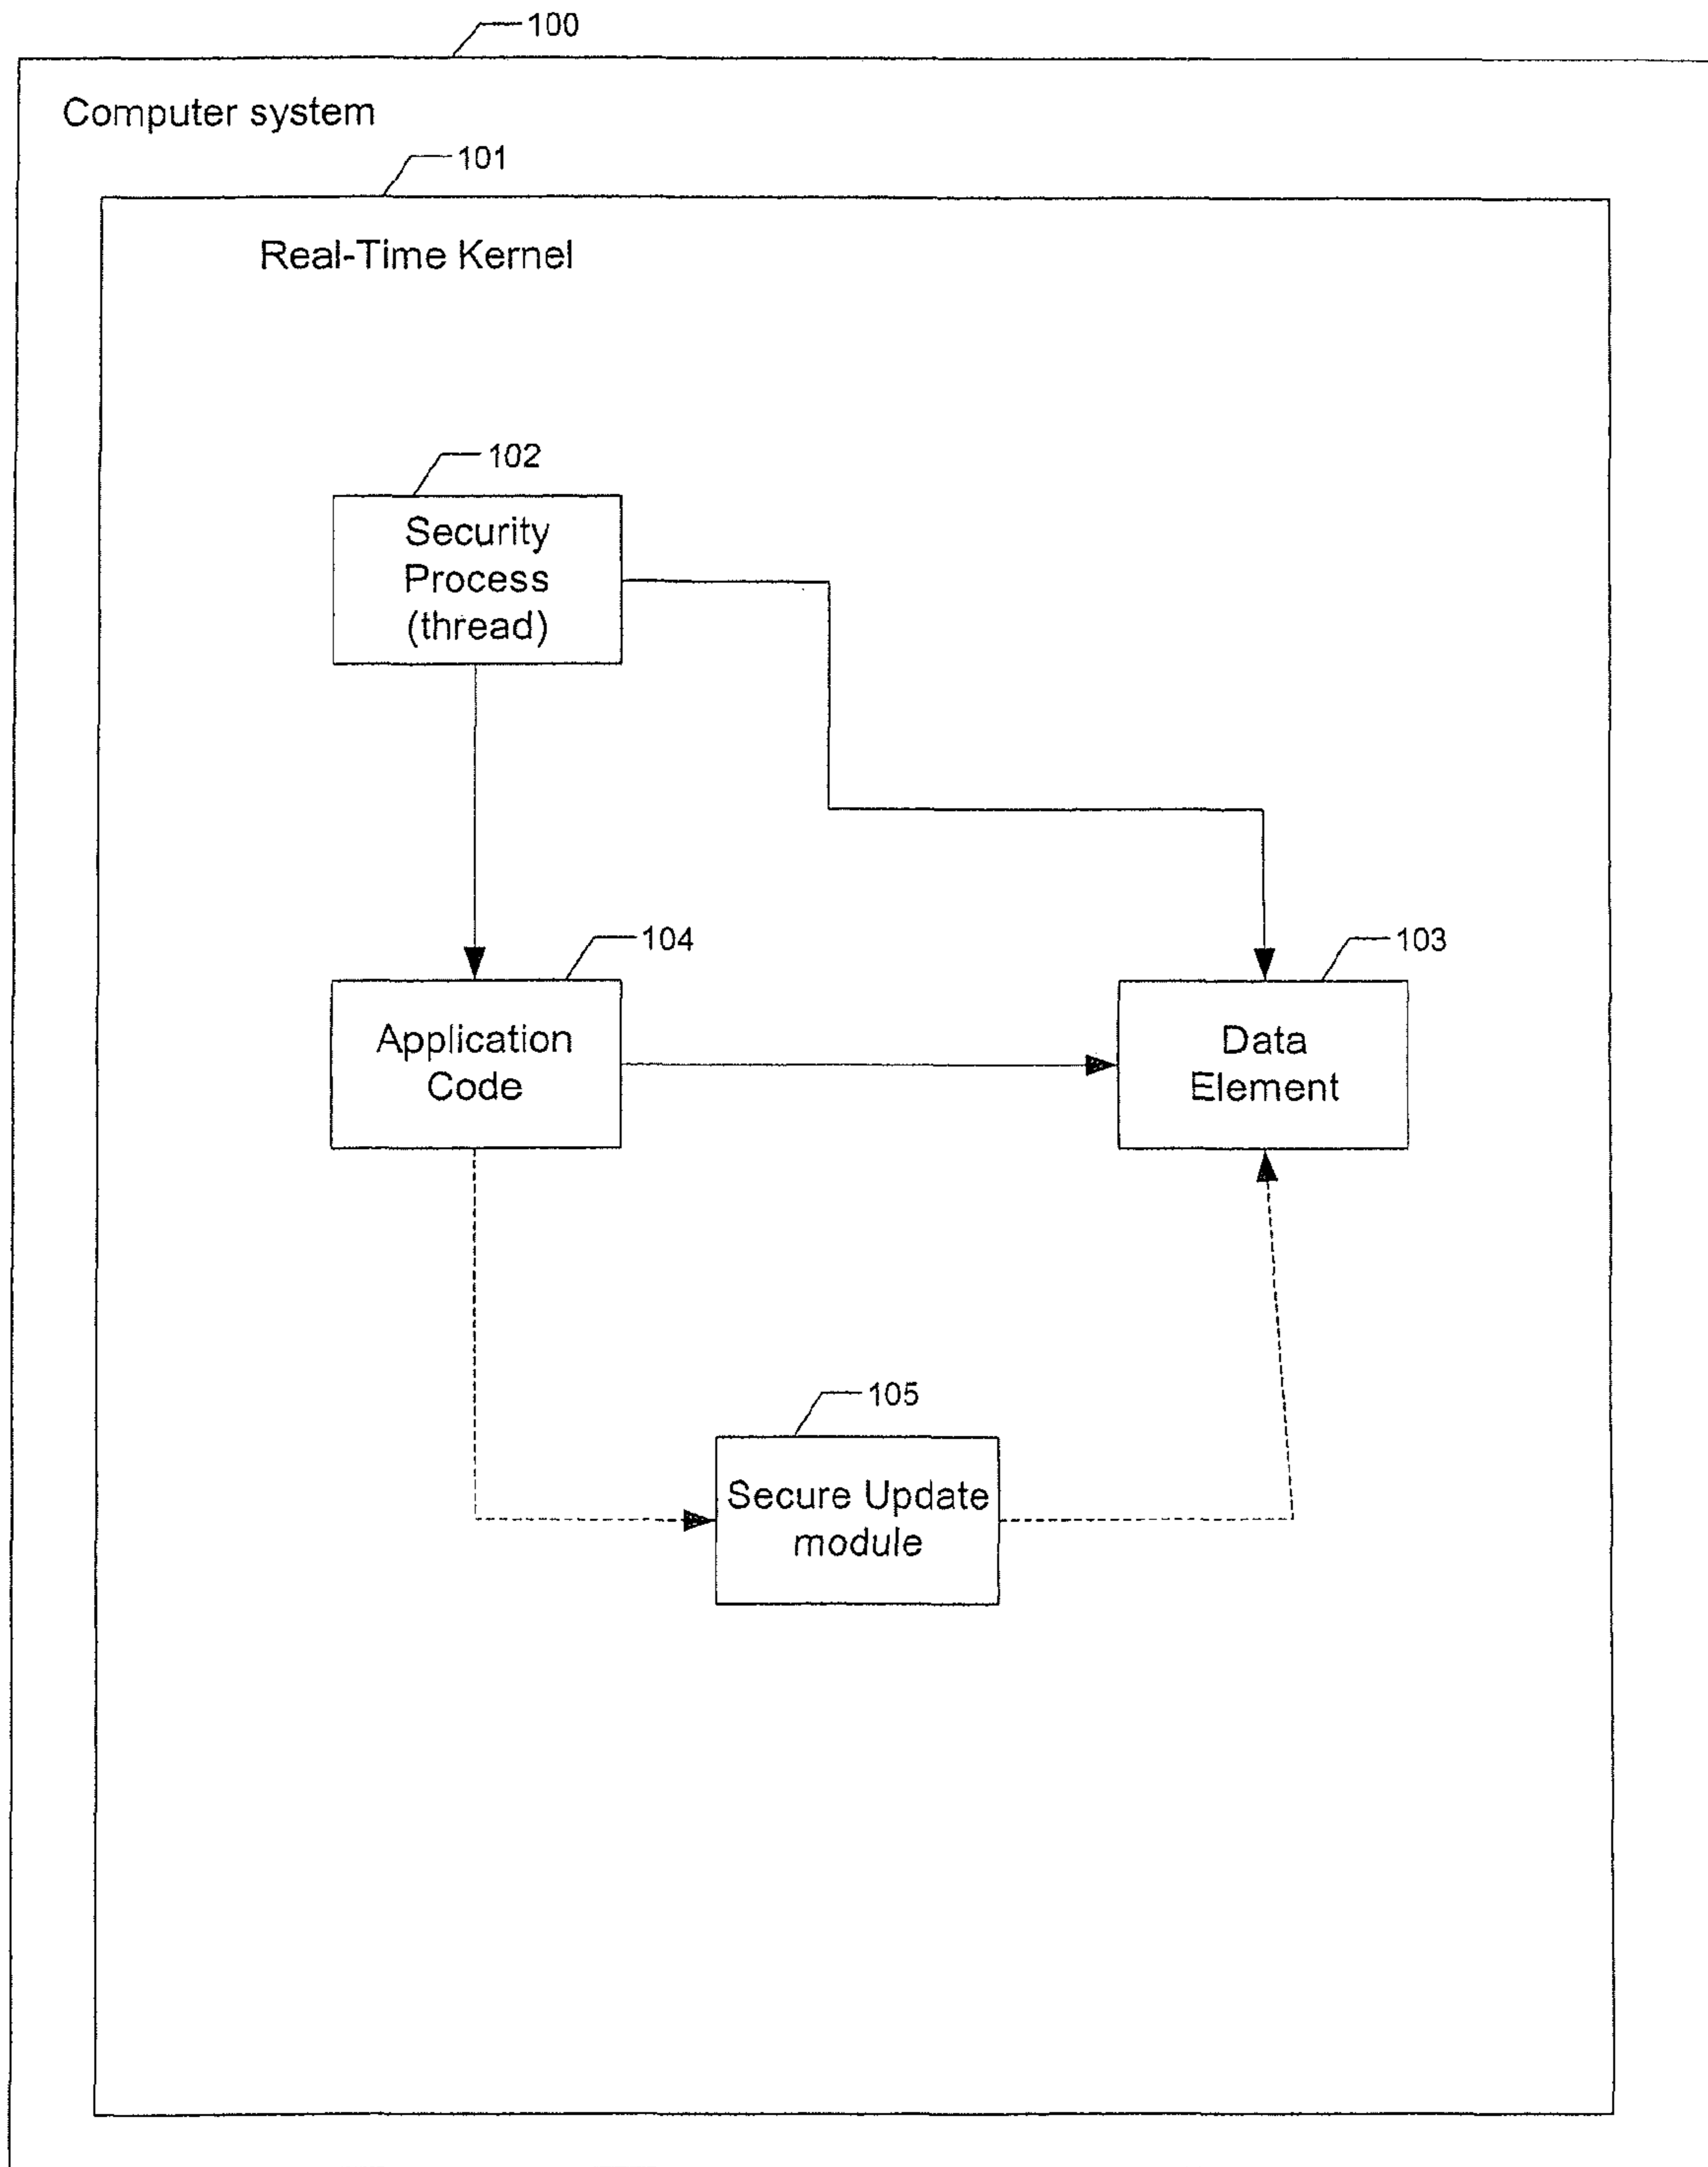 100
Computer system
101
Real-Time Kernel
102
Security
Process
(thread)
104
Application
Code
103
Data
Element
105
Secure Update
module